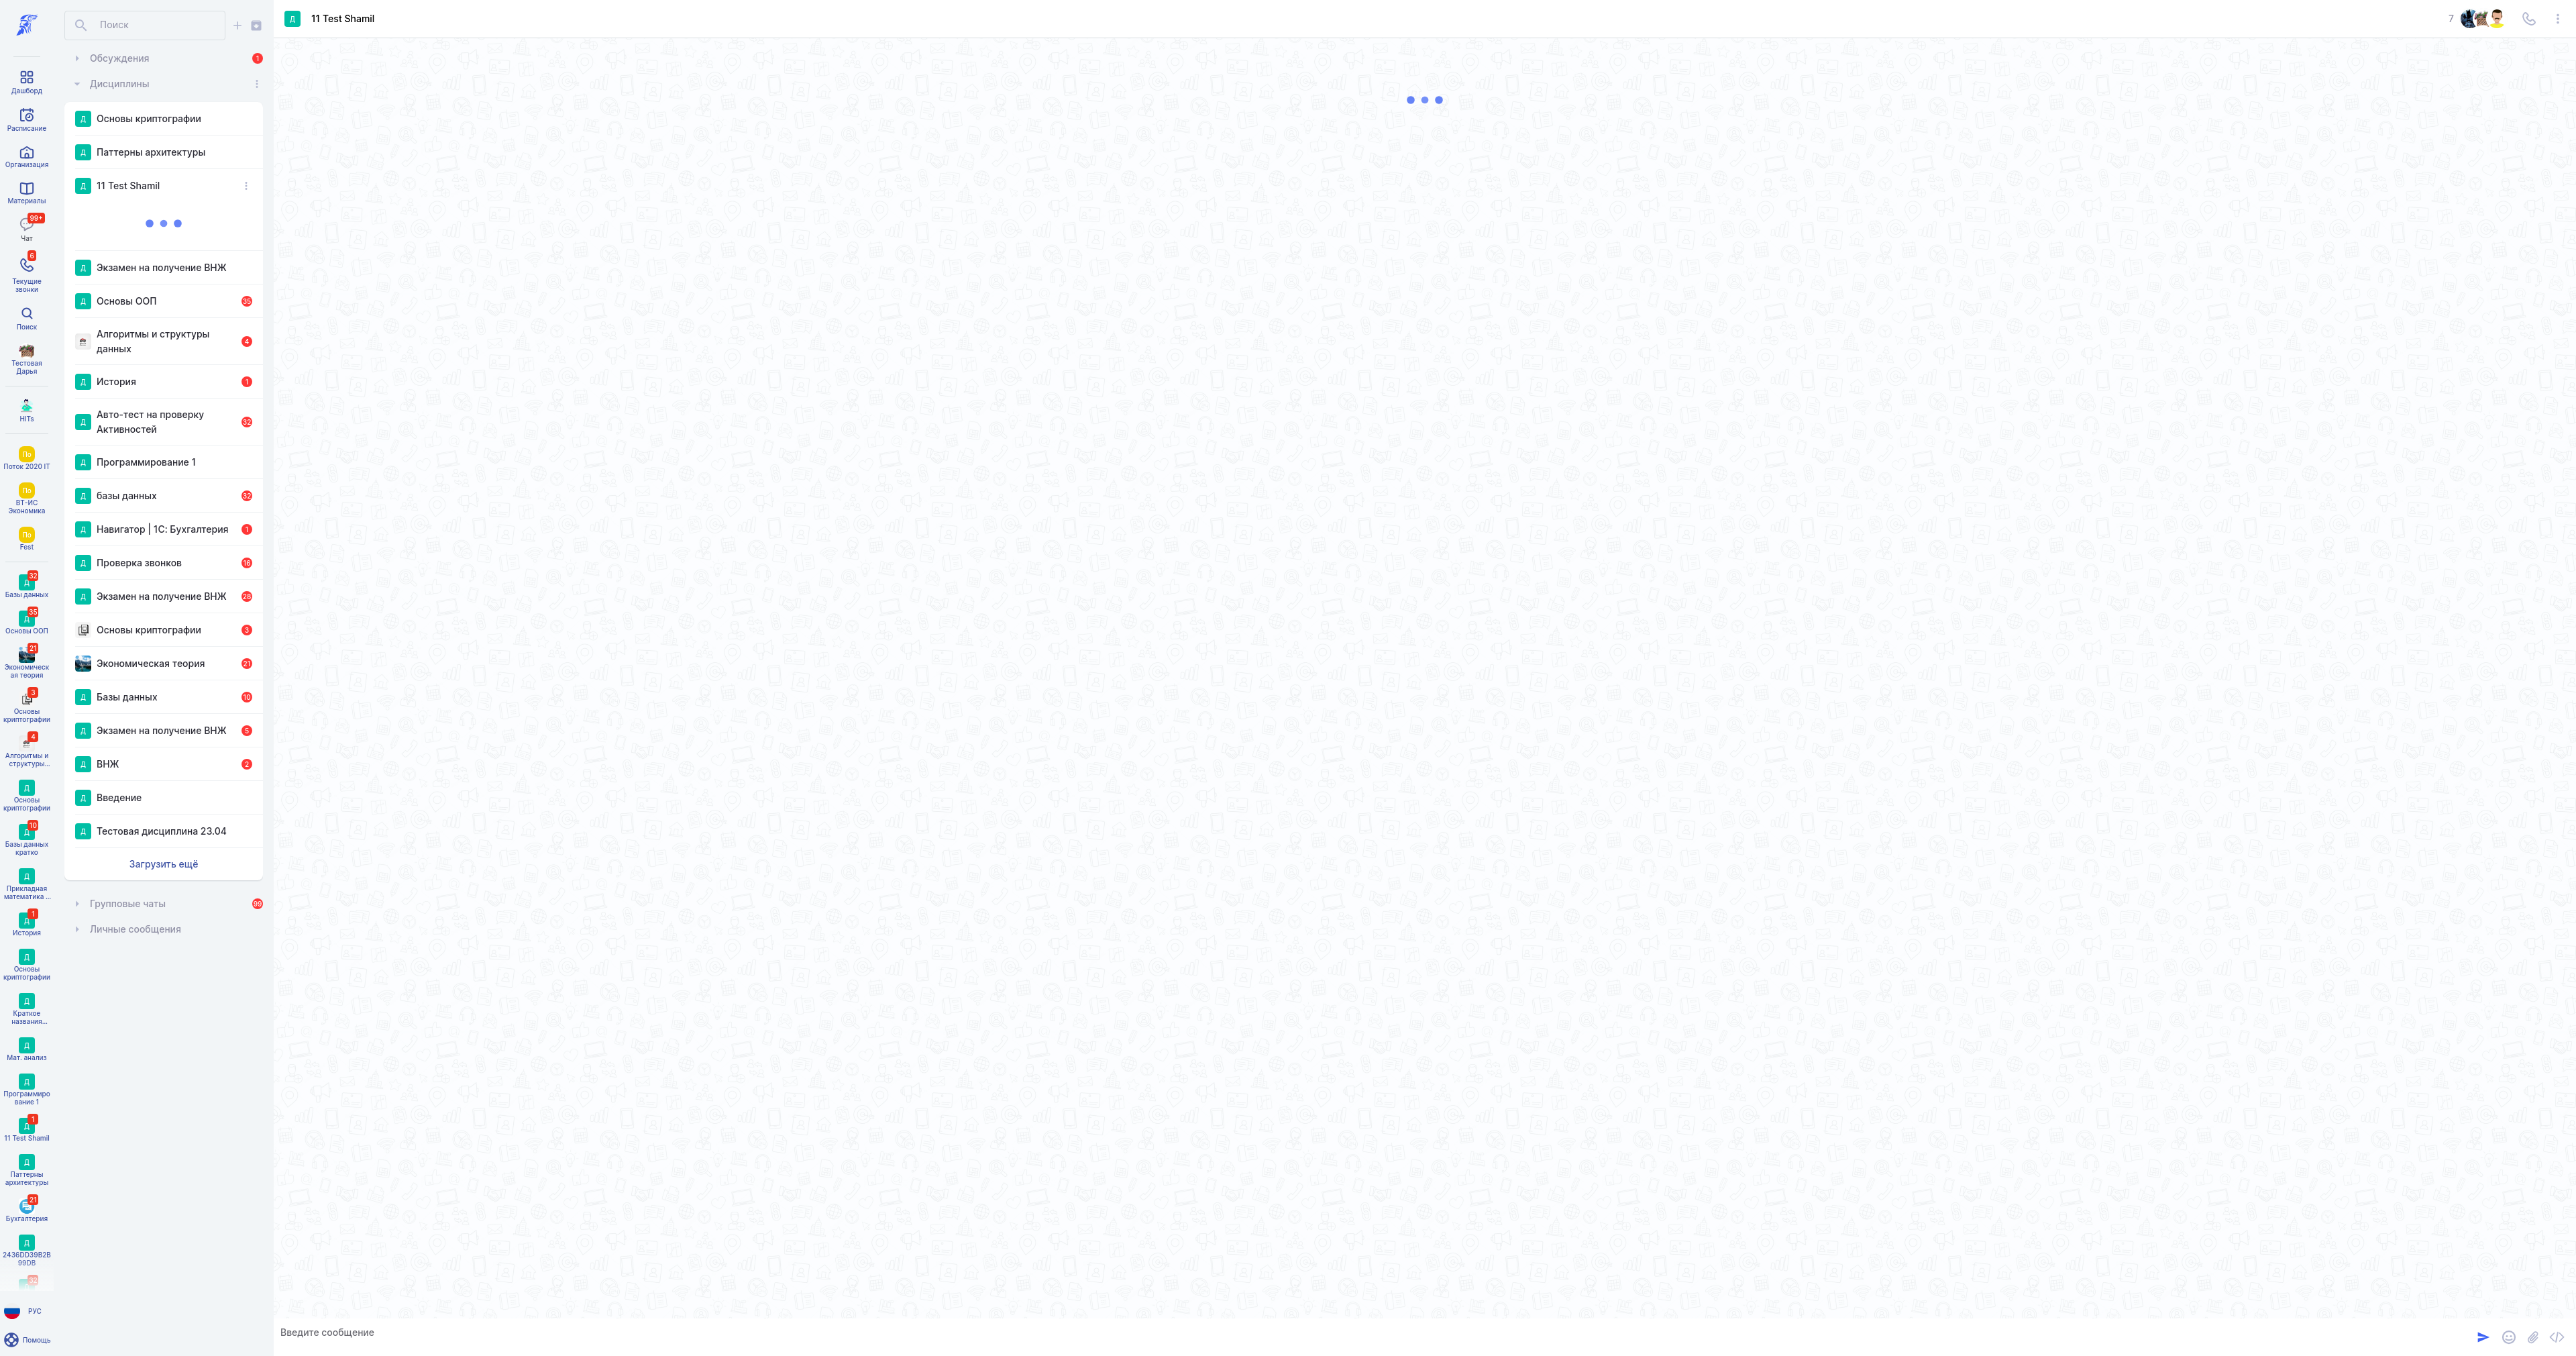 Дашборд
Расписание
Организация
Материалы
99+
Чат
6
Текущие
звонки
Поиск
Тестовая
Дарья
HITs
По
Поток 2020 IT
По
ВТ-ИС
Экономика
По
Fest
32
Д
Базы данных
35
Д
Основы ООП
21
Экономическ
ая теория
3
Основы
криптографии
4
Алгоритмы и
структуры...
Д
Основы
криптографии
10
Д
Базы данных
кратко
Д
Прикладная
математика ...
1
Д
История
Д
Основы
криптографии
Д
Краткое
названия...
Д
Мат. анализ
Д
Программиро
вание 1
1
Д
11 Test Shamil
Д
Паттерны
архитектуры
21
Бухгалтерия
Д
2436DD39B2B
99DB
32
РУС
Помощь
Поиск
Обсуждения 1
Дисциплины
Д Основы криптографии
Д Паттерны архитектуры
Д 11 Test Shamil
Д Экзамен на получение ВНЖ
Д Основы ООП 35
Алгоритмы и структуры
данных 4
Д История 1
Д Авто-тест на проверку
Активностей 32
Д Программирование 1
Д базы данных 32
Д Навигатор | 1С: Бухгалтерия 1
Д Проверка звонков 16
Д Экзамен на получение ВНЖ 28
Основы криптографии 3
Экономическая теория 21
Д Базы данных 10
Д Экзамен на получение ВНЖ 5
Д ВНЖ 2
Д Введение
Д Тестовая дисциплина 23.04
Загрузить ещё
Групповые чаты 99
Личные сообщения
Д 11 Test Shamil 7
Введите сообщение